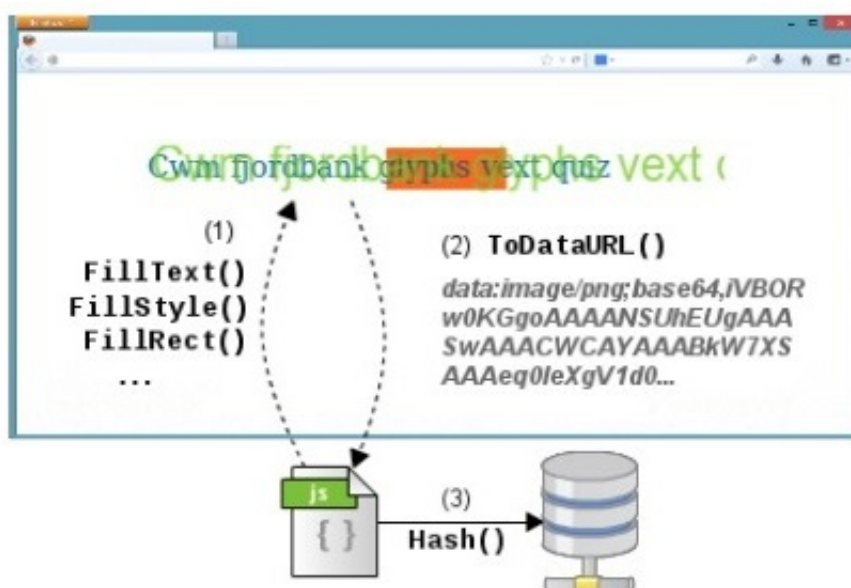 Cwm fjordbank glyphs vext quiz
Cwm fjordbank glyphs vext
(1)
FillText()
FillStyle()
FillRect()
...
(2) ToDataURL()
data:image/png;base64,iVBOR
w0KGgoAAAANSUhEUgAAA
SwAAACWCAYAAABkW7XS
AAAeq0leXgV1d0...
js
{ }
(3)
Hash()